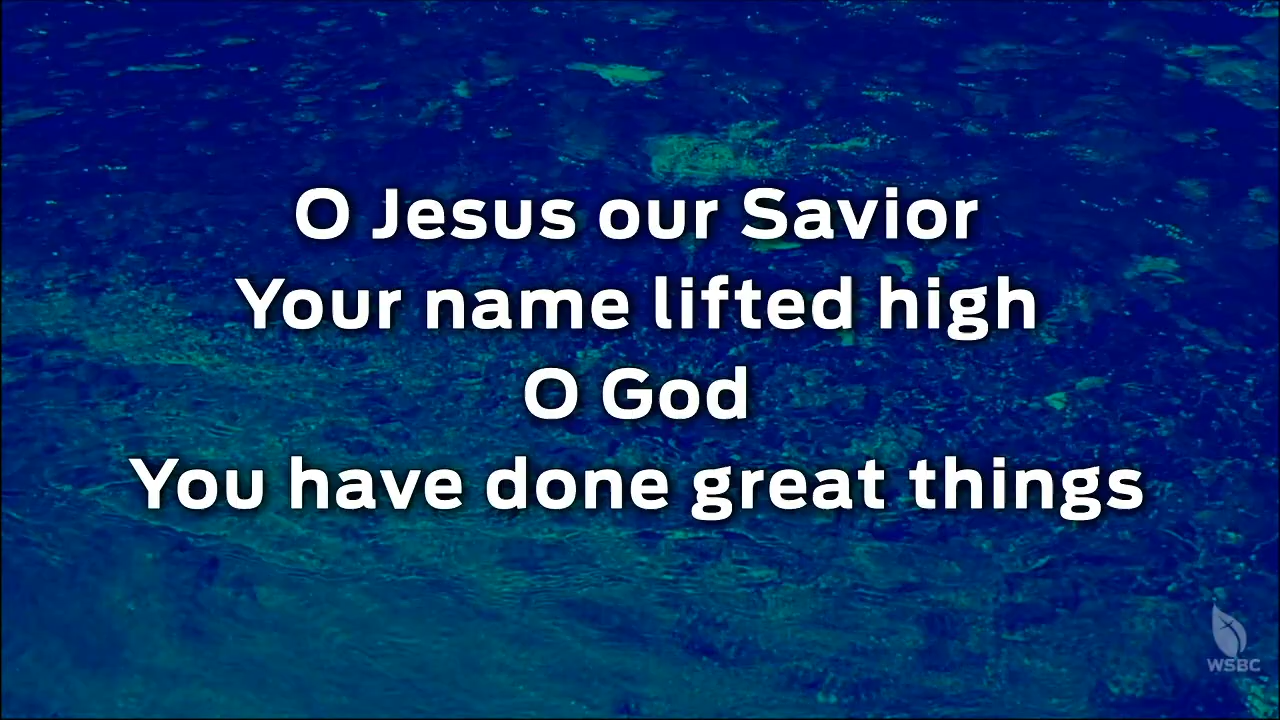 O Jesus our Savior
Your name lifted high
O God
You have done great things
WSBC